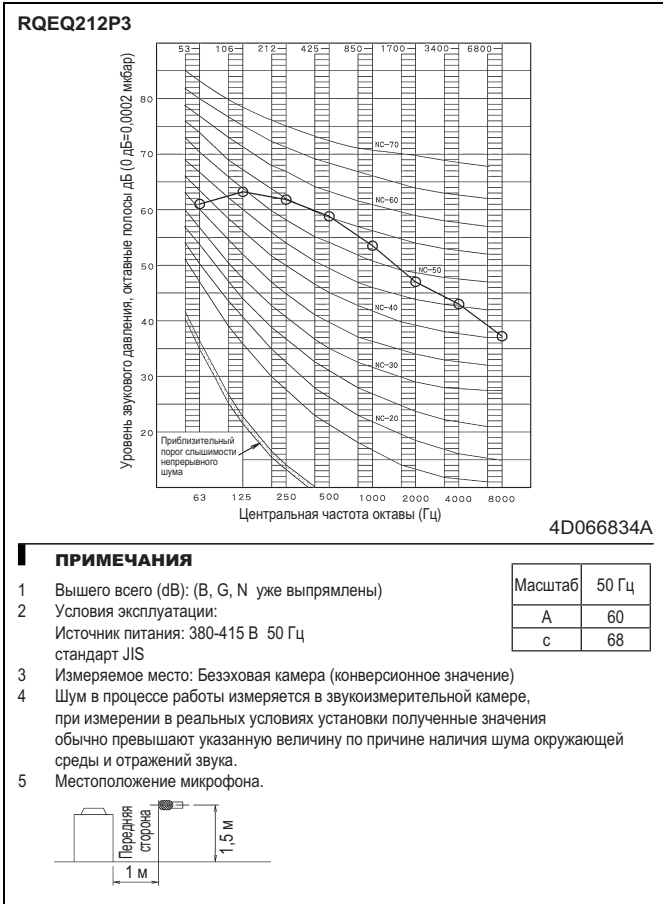 RQEQ212P3
53 106 212 425 850 1700 3400 6800
Уровень звукового давления, октавные полосы дБ (0 дБ=0,0002 мкбар)
80
70
60
50
40
30
20
NC-70
NC-60
NC-50
NC-40
NC-30
NC-20
Приблизительный
порог слышимости
непрерывного
шума
63 125 250 500 1000 2000 4000 8000
Центральная частота октавы (Гц)
4D066834A
ПРИМЕЧАНИЯ
1 Вышего всего (dB): (B, G, N уже выпрямлены)
2 Условия эксплуатации:
Источник питания: 380-415 В 50 Гц
стандарт JIS
3 Измеряемое место: Безэховая камера (конверсионное значение)
4 Шум в процессе работы измеряется в звукоизмерительной камере,
при измерении в реальных условиях установки полученные значения
обычно превышают указанную величину по причине наличия шума окружающей
среды и отражений звука.
5 Местоположение микрофона.
Масштаб 50 Гц
A 60
c 68
Передняя
сторона
1,5 м
1 м